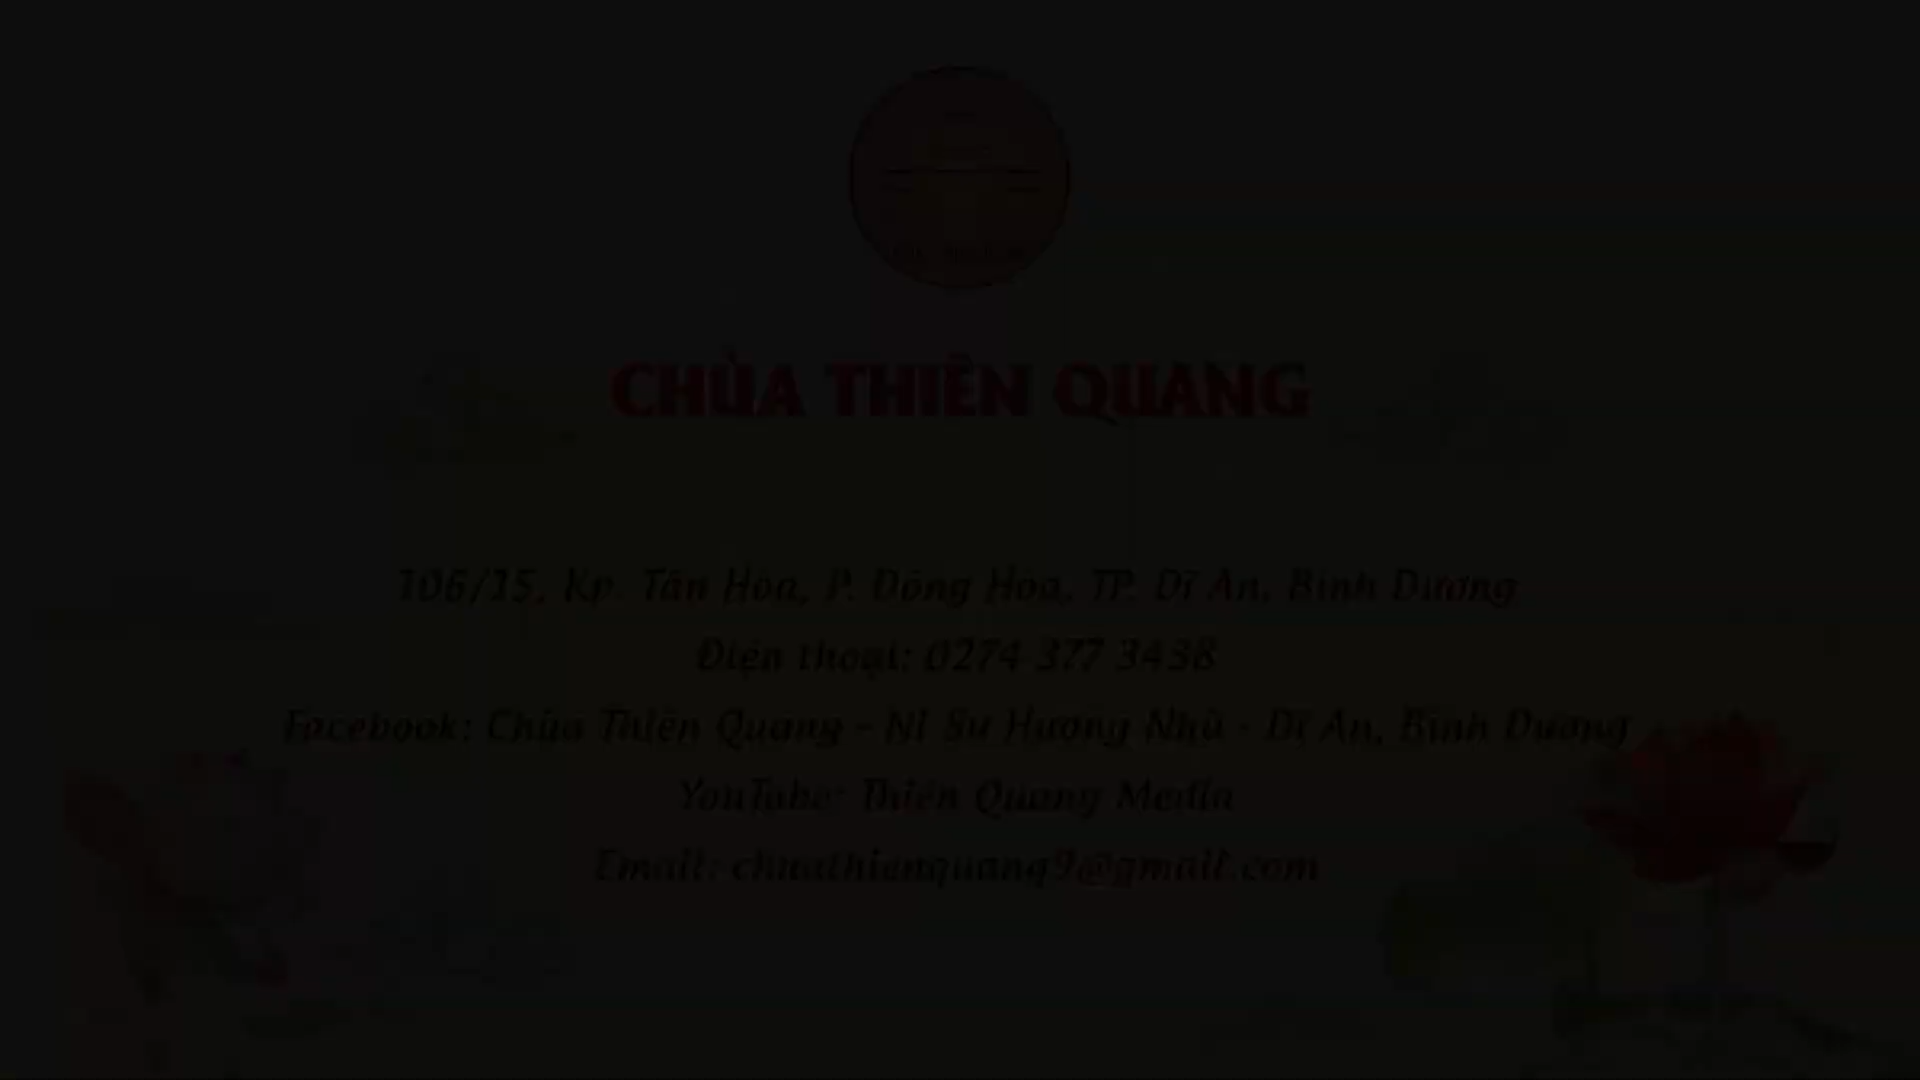 CHÙA THIÊN QUANG
106/15, Kp. Tân Hòa, P. Đông Hòa, TP. Dĩ An, Bình Dương
Điện thoại: 0274 377 3438
Facebook: Chùa Thiên Quang - Ni Sư Hương Nhũ - Dĩ An, Bình Dương
YouTube: Thiên Quang Media
Email: chuathienquang9@gmail.com